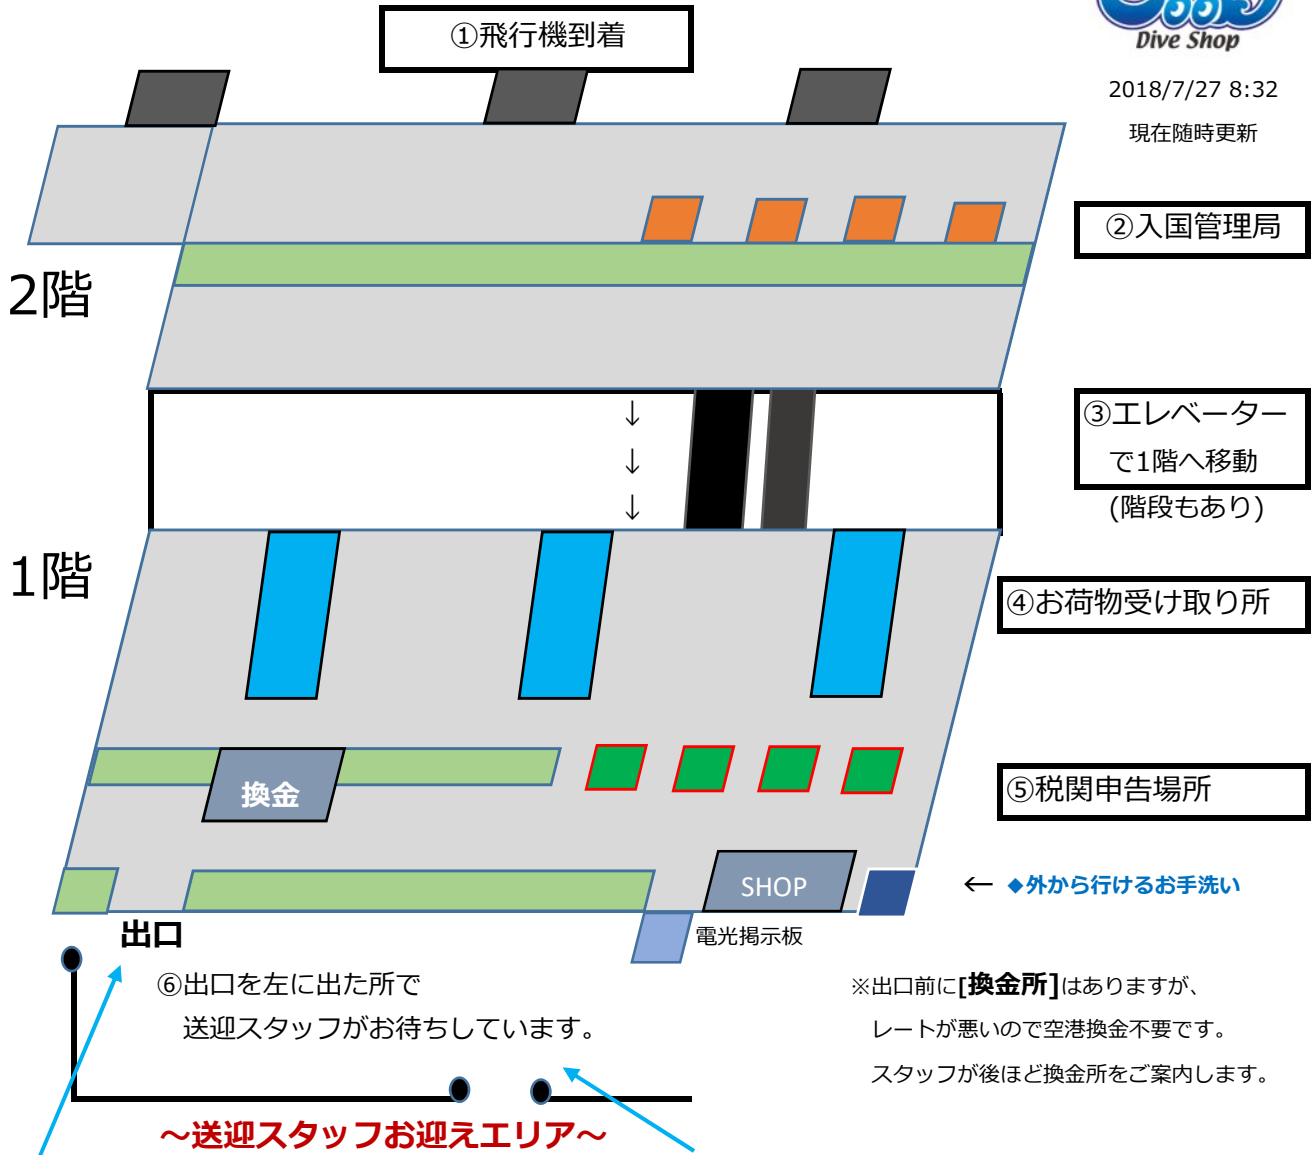 ①飛行機到着
Dive Shop
2018/7/27 8:32
現在随時更新
②入国管理局
2階
↓
↓
↓
③エレベーター
で1階へ移動
(階段もあり)
1階
④お荷物受け取り所
換金
⑤税関申告場所
SHOP
← ◆外から行けるお手洗い
出口
電光掲示板
⑥出口を左に出た所で
送迎スタッフがお待ちしています。
※出口前に[換金所]はありますが、
レートが悪いので空港換金不要です。
スタッフが後ほど換金所をご案内します。
～送迎スタッフお迎えエリア～